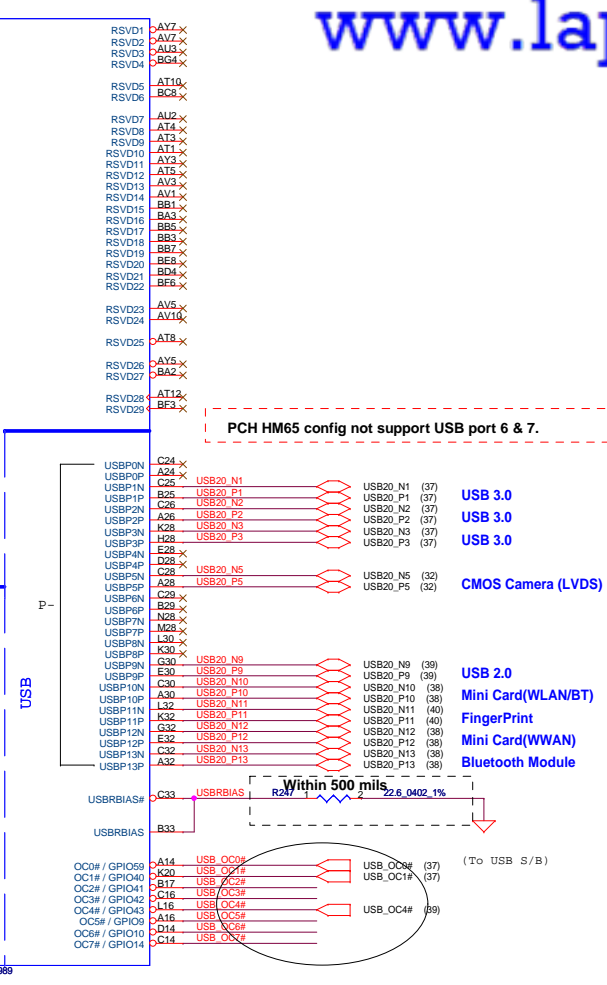 www.lap
RSVD1 AY7
RSVD2 AV7
RSVD3 AU3
RSVD4 BG4
RSVD5 AT10
RSVD6 BC8
RSVD7 AU2
RSVD8 AT4
RSVD9 AT3
RSVD10 AT1
RSVD11 AY3
RSVD12 AT5
RSVD13 AV3
RSVD14 AV1
RSVD15 BB1
RSVD16 BA3
RSVD17 BB5
RSVD18 BB3
RSVD19 BB7
RSVD20 BE8
RSVD21 BD4
RSVD22 BF6
RSVD23 AV5
RSVD24 AV10
RSVD25 AT8
RSVD26 AY5
RSVD27 BA2
RSVD28 AT12
RSVD29 BF3
PCH HM65 config not support USB port 6 & 7.
USBP0N C24
USBP0P A24
USBP1N C25 USB20_N1 USB20_N1 (37)
USBP1P B25 USB20_P1 USB20_P1 (37) USB 3.0
USBP2N C26 USB20_N2 USB20_N2 (37)
USBP2P A26 USB20_P2 USB20_P2 (37) USB 3.0
USBP3N K28 USB20_N3 USB20_N3 (37)
USBP3P H28 USB20_P3 USB20_P3 (37) USB 3.0
USBP4N E28
USBP4P D28
USBP5N C28 USB20_N5 USB20_N5 (32)
USBP5P A28 USB20_P5 USB20_P5 (32) CMOS Camera (LVDS)
USBP6N C29
USBP6P B29
USBP7N N28
USBP7P M28
USBP8N L30
USBP8P K30
USBP9N G30 USB20_N9 USB20_N9 (39)
USBP9P E30 USB20_P9 USB20_P9 (39) USB 2.0
USBP10N C30 USB20_N10 USB20_N10 (38)
USBP10P A30 USB20_P10 USB20_P10 (38) Mini Card(WLAN/BT)
USBP11N L32 USB20_N11 USB20_N11 (40)
USBP11P K32 USB20_P11 USB20_P11 (40) FingerPrint
USBP12N G32 USB20_N12 USB20_N12 (38)
USBP12P E32 USB20_P12 USB20_P12 (38) Mini Card(WWAN)
USBP13N C32 USB20_N13 USB20_N13 (38)
USBP13P A32 USB20_P13 USB20_P13 (38) Bluetooth Module
P-
USB
Within 500 mils
USBRBIAS# C33 USBRBIAS R247 1 2 22.6_0402_1%
USBRBIAS B33
OC0# / GPIO59 A14 USB_OC0# USB_OC0# (37) (To USB S/B)
OC1# / GPIO40 K20 USB_OC1# USB_OC1# (37)
OC2# / GPIO41 B17 USB_OC2#
OC3# / GPIO42 C16 USB_OC3#
OC4# / GPIO43 L16 USB_OC4# USB_OC4# (39)
OC5# / GPIO9 A16 USB_OC5#
OC6# / GPIO10 D14 USB_OC6#
OC7# / GPIO14 C14 USB_OC7#
989